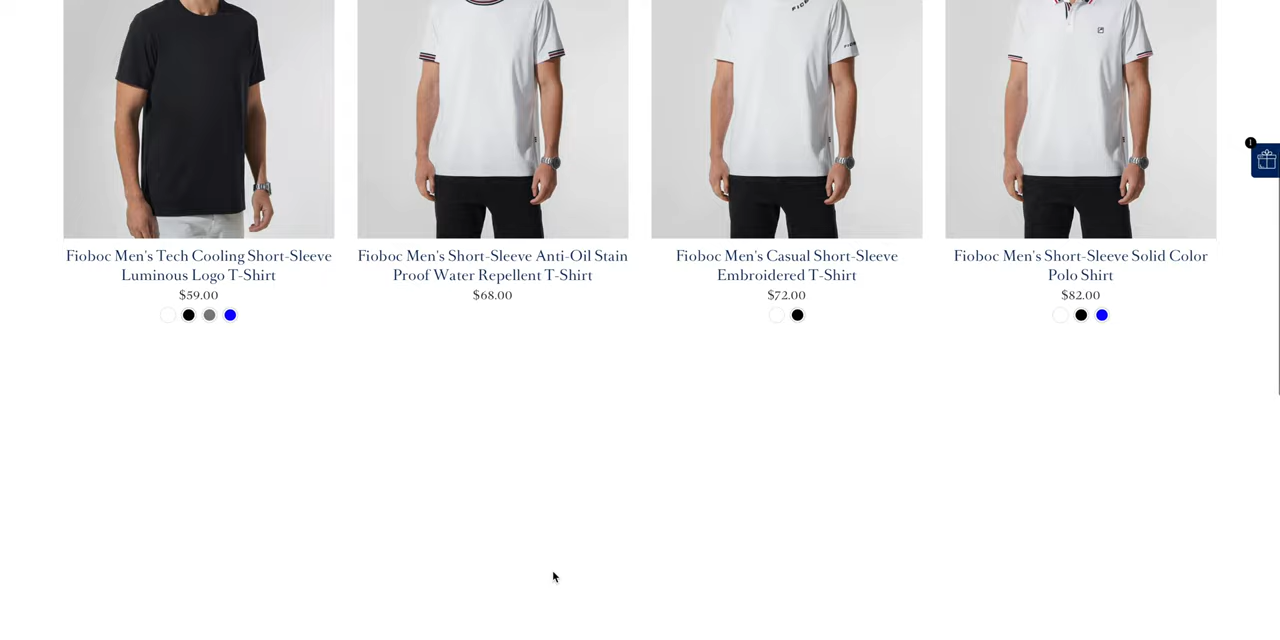 Fioboc Men's Tech Cooling Short-Sleeve
Luminous Logo T-Shirt
$59.00
Fioboc Men's Short-Sleeve Anti-Oil Stain
Proof Water Repellent T-Shirt
$68.00
Fioboc Men's Casual Short-Sleeve
Embroidered T-Shirt
$72.00
Fioboc Men's Short-Sleeve Solid Color
Polo Shirt
$82.00
1